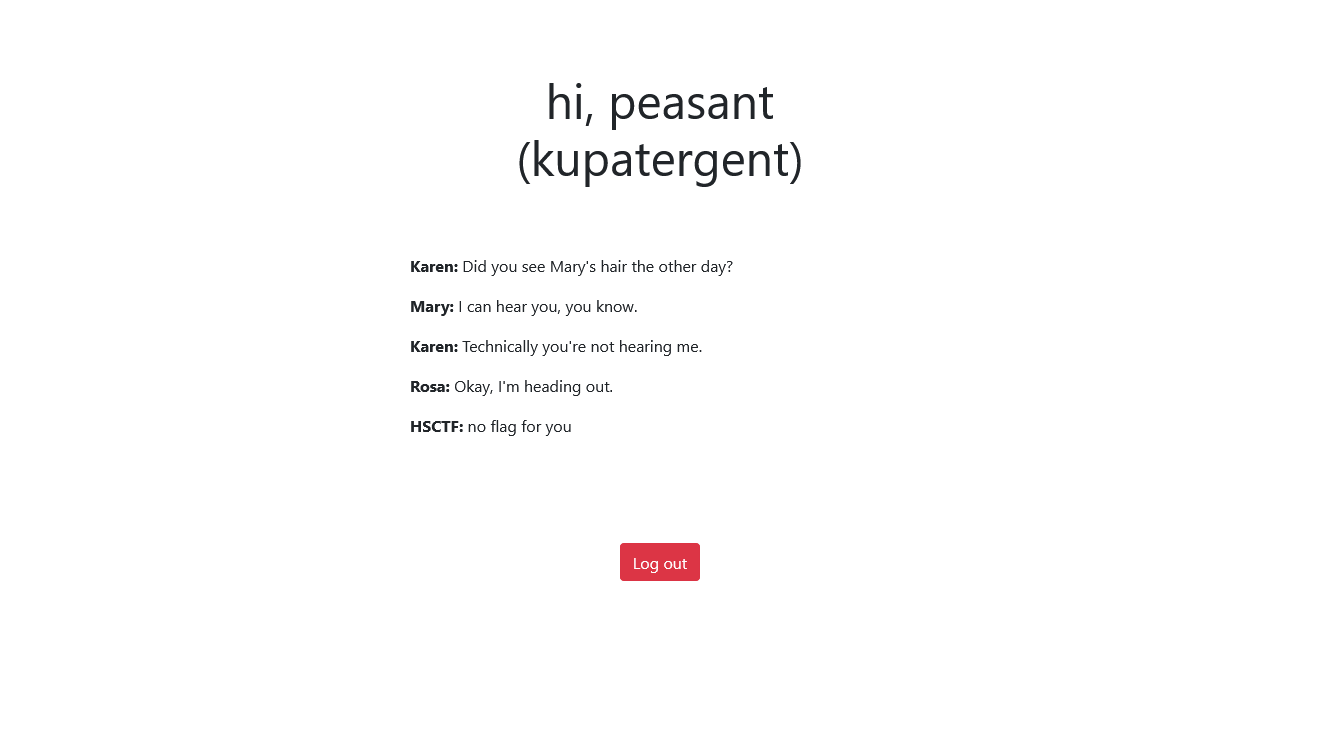 hi, peasant
(kupatergent)
Karen: Did you see Mary's hair the other day?
Mary: I can hear you, you know.
Karen: Technically you're not hearing me.
Rosa: Okay, I'm heading out.
HSCTF: no flag for you
Log out